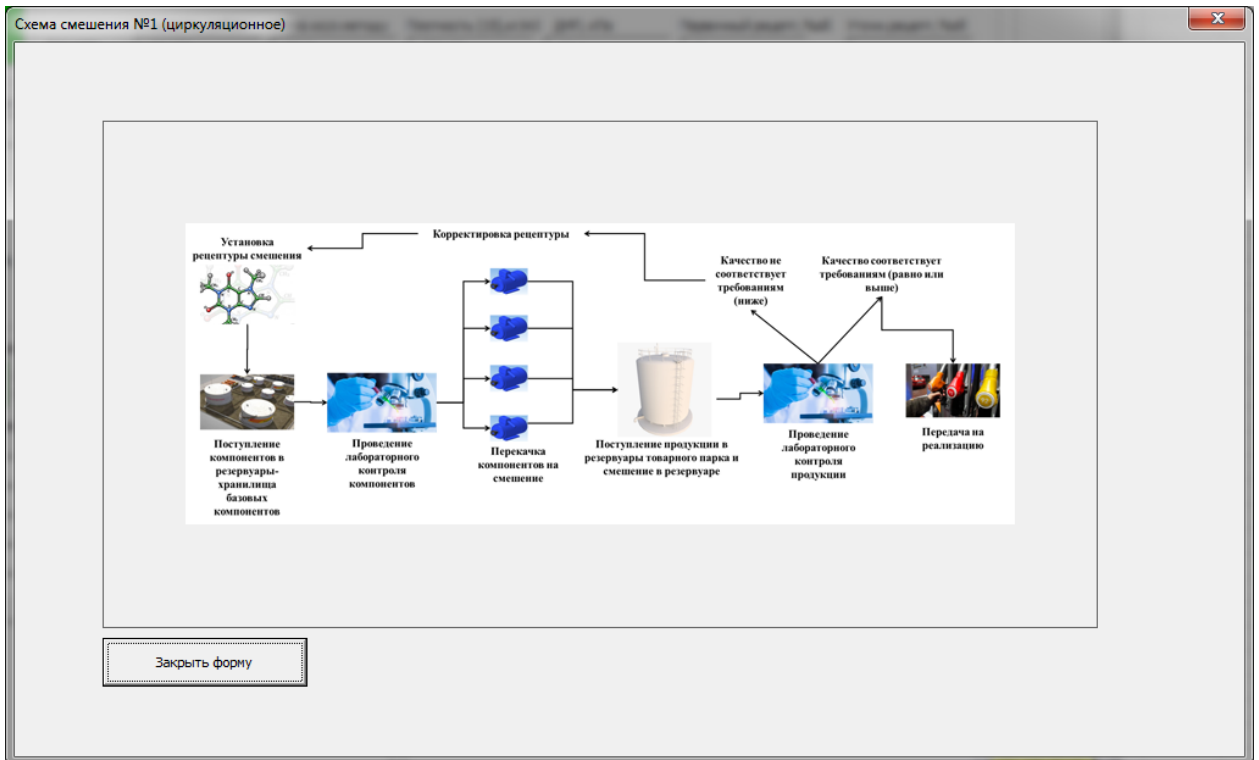 Схема смешения №1 (циркуляционное)
Установка
рецептуры смешения
Корректировка рецептуры
Качество не
соответствует
требованиям
(ниже)
Качество соответствует
требованиям (равно или
выше)
Поступление
компонентов в
резервуары-
хранилища
базовых
компонентов
Проведение
лабораторного
контроля
компонентов
Перекачка
компонентов на
смешение
Поступление продукции в
резервуары товарного парка и
смешение в резервуаре
Проведение
лабораторного
контроля
продукции
Передача на
реализацию
Закрыть форму